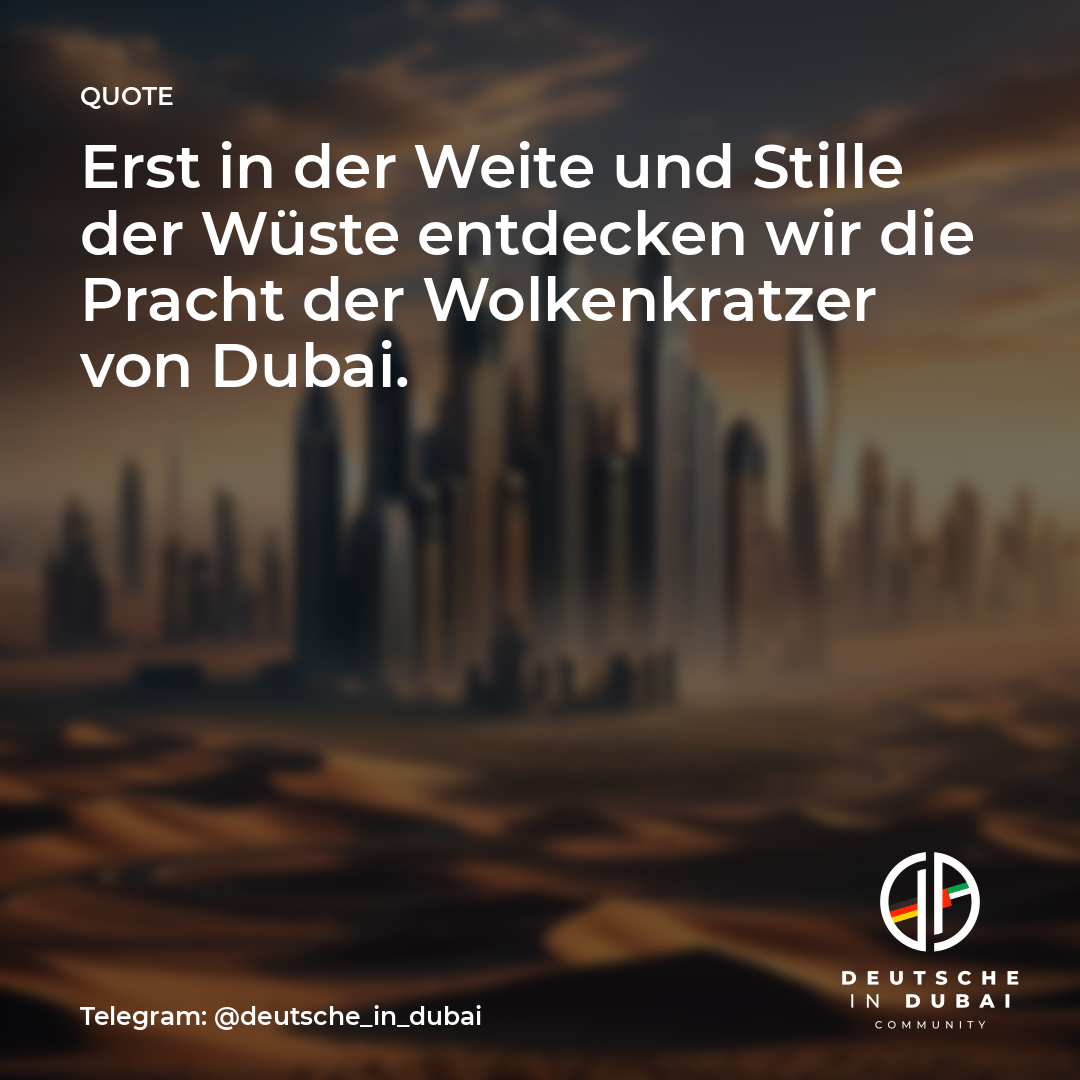 QUOTE
Erst in der Weite und Stille
der Wüste entdecken wir die
Pracht der Wolkenkratzer
von Dubai.
Telegram: @deutsche_in_dubai
DEUTSCHE
IN DUBAI
COMMUNITY